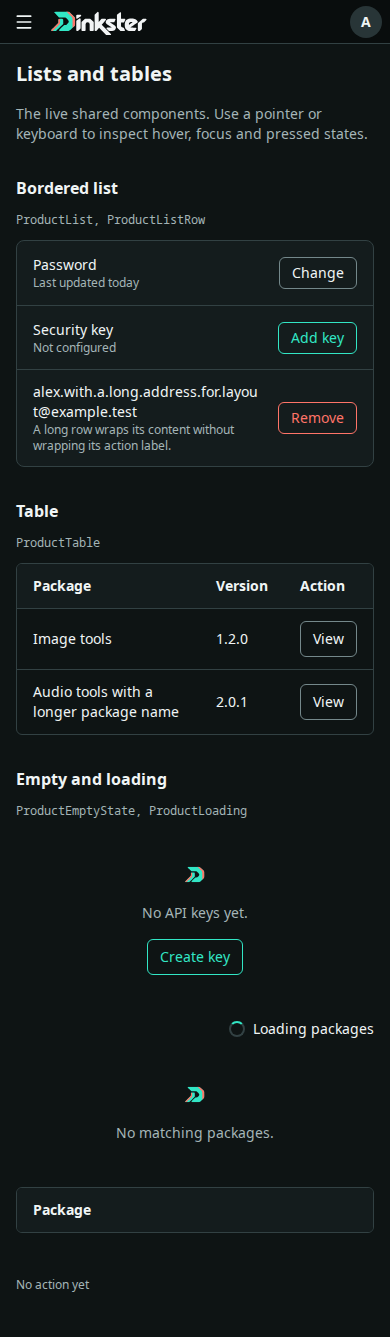 Dinkster
A
Lists and tables
The live shared components. Use a pointer or
keyboard to inspect hover, focus and pressed states.
Bordered list
ProductList, ProductListRow
Password
Last updated today
Change
Security key
Not configured
Add key
alex.with.a.long.address.for.layou
t@example.test
A long row wraps its content without
wrapping its action label.
Remove
Table
ProductTable
Package Version Action
Image tools 1.2.0 View
Audio tools with a
longer package name
2.0.1 View
Empty and loading
ProductEmptyState, ProductLoading
No API keys yet.
Create key
Loading packages
No matching packages.
Package
No action yet